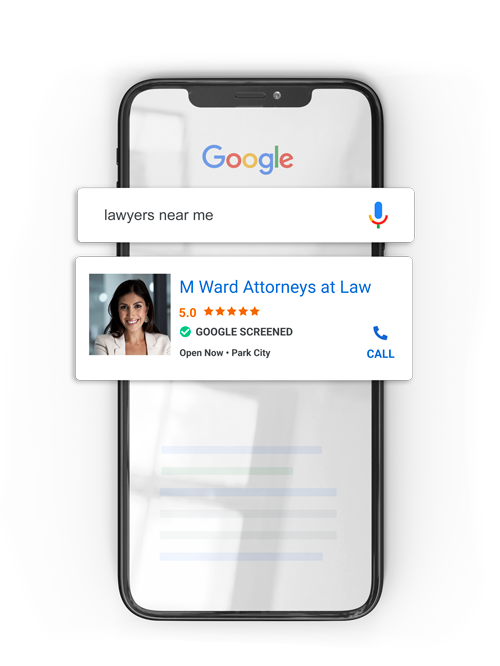 Google
lawyers near me
M Ward Attorneys at Law
5.0
GOOGLE SCREENED
Open Now • Park City
CALL